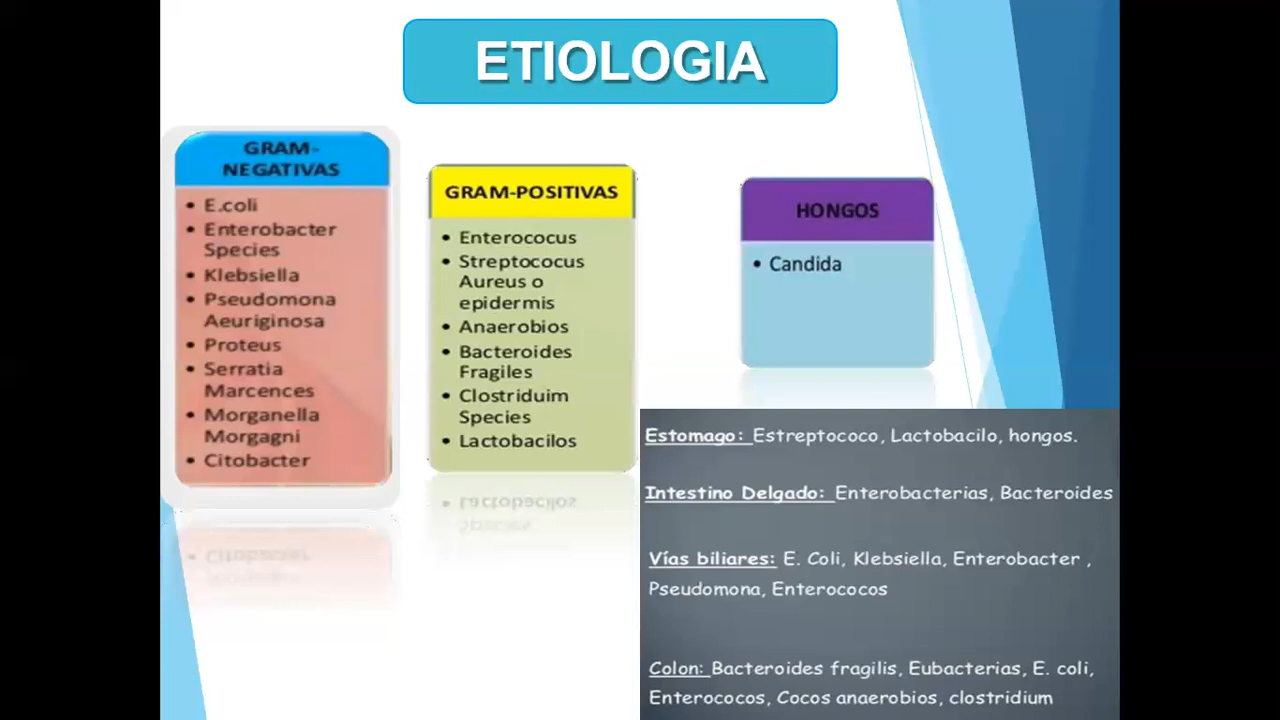 ETIOLOGIA
GRAM-
NEGATIVAS
• E.coli
• Enterobacter
Species
• Klebsiella
• Pseudomona
Aeuriginosa
• Proteus
• Serratia
Marcences
• Morganella
Morgagni
• Citobacter
GRAM-POSITIVAS
• Enterococus
• Streptococus
Aureus o
epidermis
• Anaerobios
• Bacteroides
Fragiles
• Clostriduim
Species
• Lactobacilos
HONGOS
• Candida
Estomago: Estreptococo, Lactobacilo, hongos.
Intestino Delgado: Enterobacterias, Bacteroides
Vías biliares: E. Coli, Klebsiella, Enterobacter ,
Pseudomona, Enterococos
Colon: Bacteroides fragilis, Eubacterias, E. coli,
Enterococos, Cocos anaerobios, clostridium